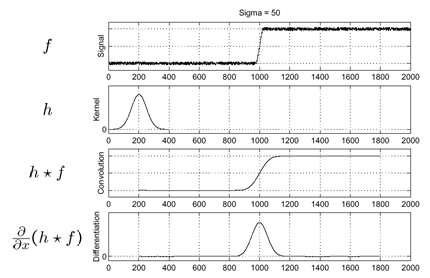 Sigma = 50
f
Signal
0 200 400 600 800 1000 1200 1400 1600 1800 2000
h
Kernel
0
0 200 400 600 800 1000 1200 1400 1600 1800 2000
h ⋆ f
Convolution
0 200 400 600 800 1000 1200 1400 1600 1800 2000
∂/∂x (h ⋆ f)
Differentiation
0
0 200 400 600 800 1000 1200 1400 1600 1800 2000